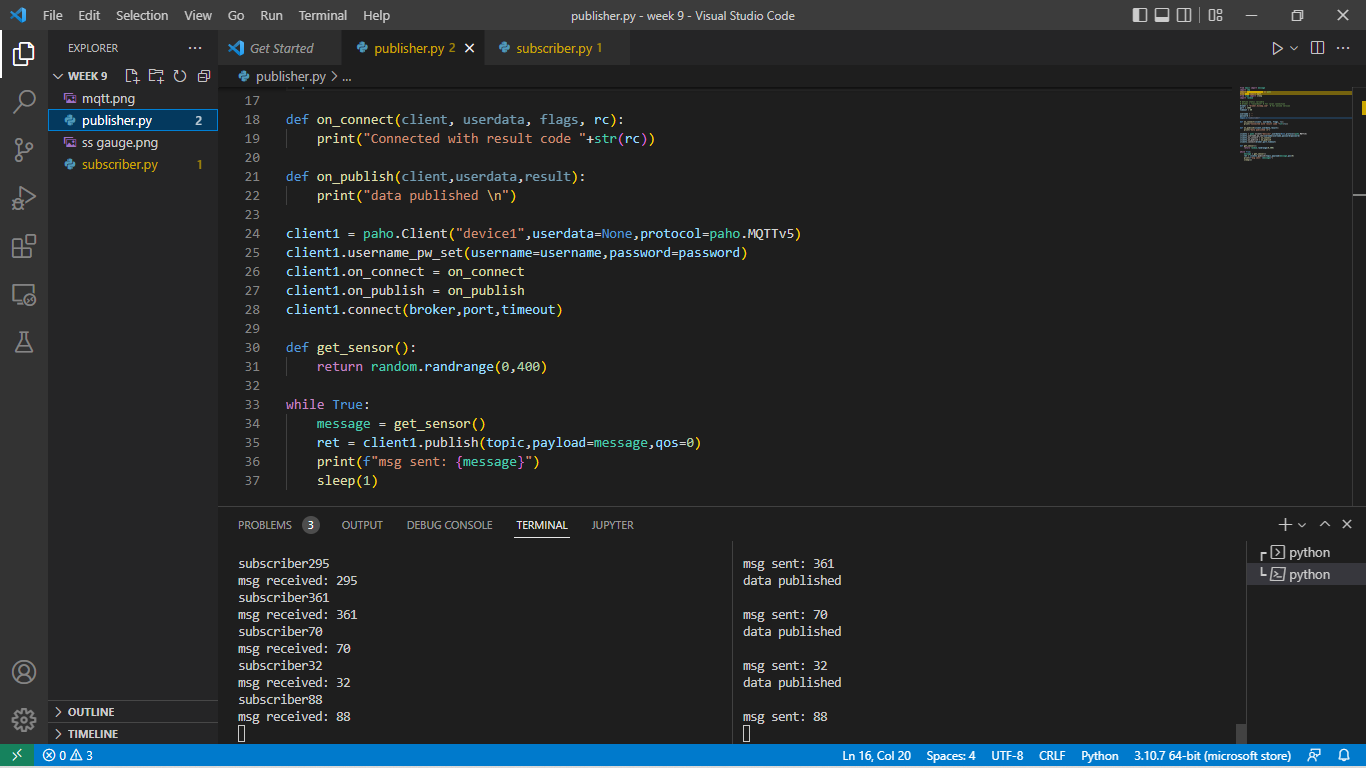 File Edit Selection View Go Run Terminal Help
publisher.py - week 9 - Visual Studio Code
EXPLORER
WEEK 9
mqtt.png
publisher.py 2
ss gauge.png
subscriber.py 1
OUTLINE
TIMELINE
Get Started
publisher.py 2
subscriber.py 1
publisher.py > ...
17
18 def on_connect(client, userdata, flags, rc):
19     print("Connected with result code "+str(rc))
20
21 def on_publish(client,userdata,result):
22     print("data published \n")
23
24 client1 = paho.Client("device1",userdata=None,protocol=paho.MQTTv5)
25 client1.username_pw_set(username=username,password=password)
26 client1.on_connect = on_connect
27 client1.on_publish = on_publish
28 client1.connect(broker,port,timeout)
29
30 def get_sensor():
31     return random.randrange(0,400)
32
33 while True:
34     message = get_sensor()
35     ret = client1.publish(topic,payload=message,qos=0)
36     print(f"msg sent: {message}")
37     sleep(1)
PROBLEMS 3 OUTPUT DEBUG CONSOLE TERMINAL JUPYTER
subscriber295
msg received: 295
subscriber361
msg received: 361
subscriber70
msg received: 70
subscriber32
msg received: 32
subscriber88
msg received: 88
msg sent: 361
data published
msg sent: 70
data published
msg sent: 32
data published
msg sent: 88
python
python
0 3
Ln 16, Col 20 Spaces: 4 UTF-8 CRLF Python 3.10.7 64-bit (microsoft store)